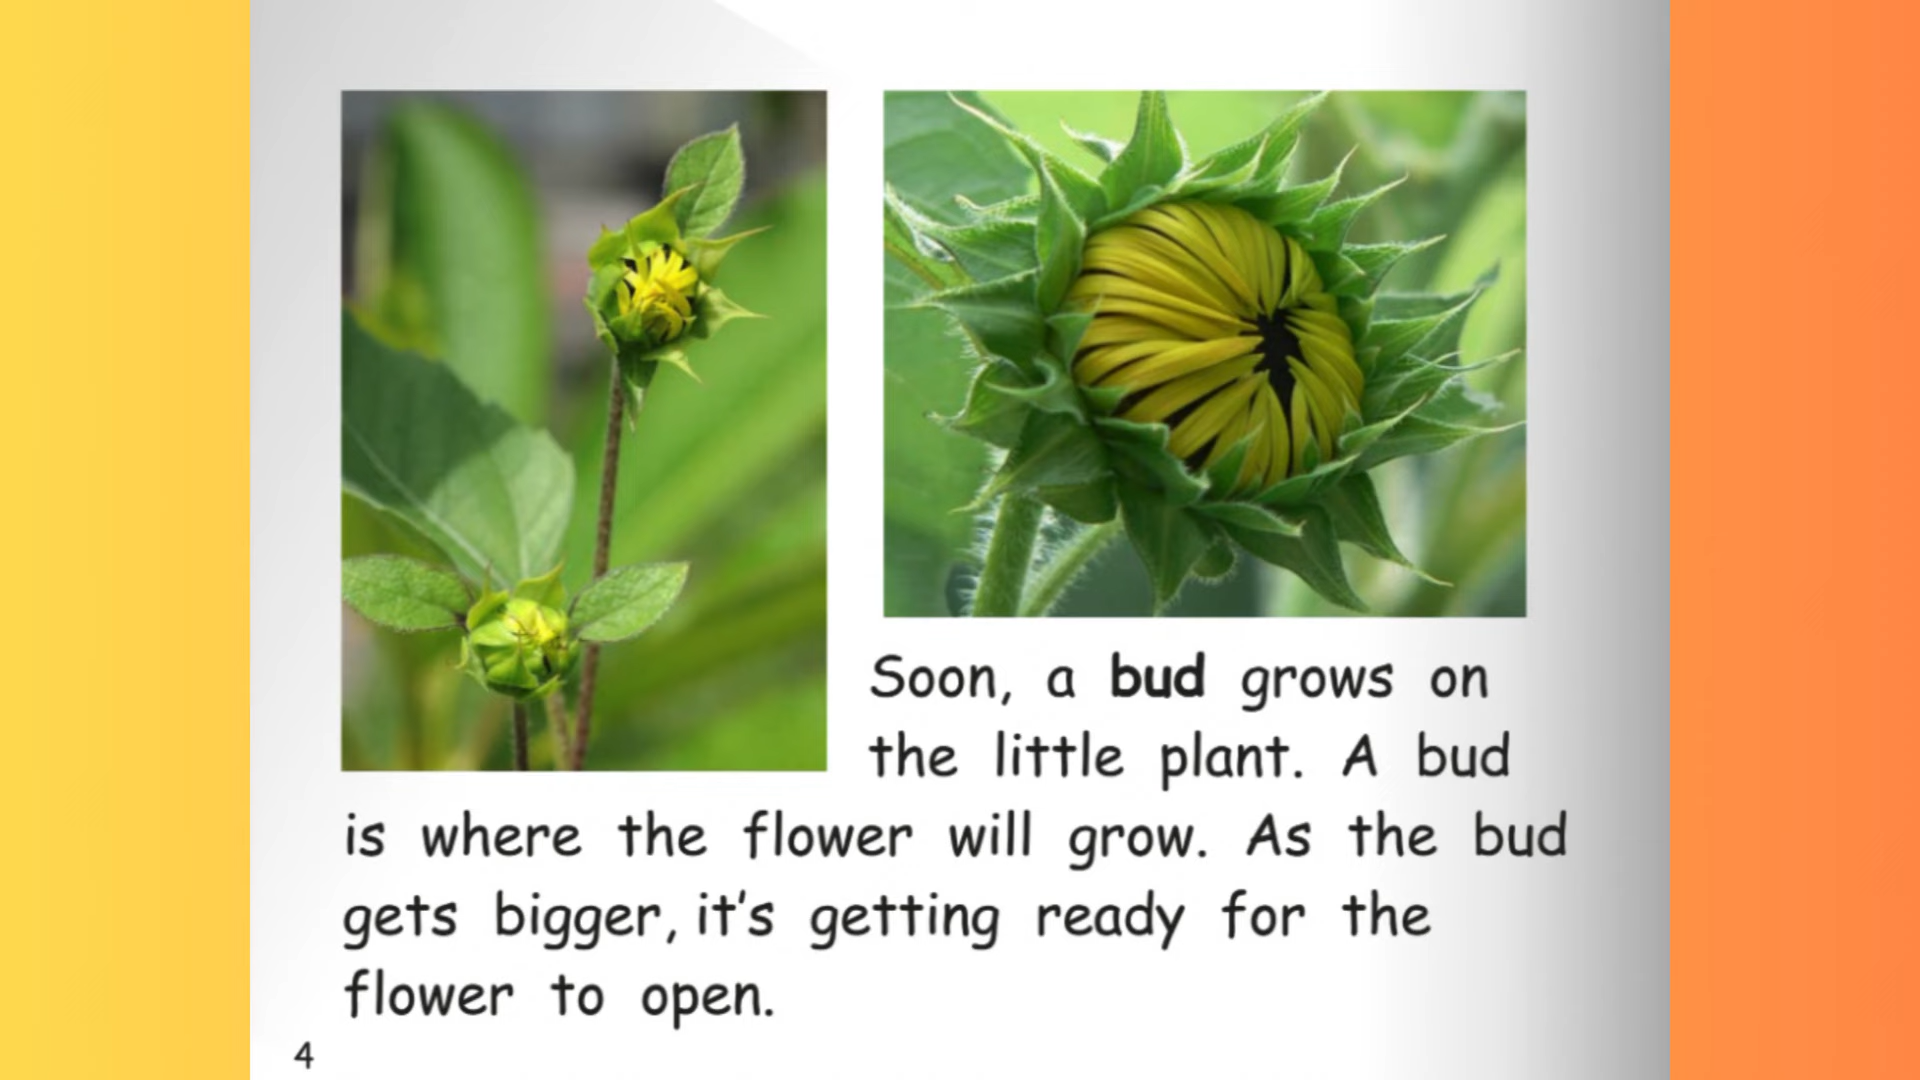 Soon, a bud grows on
the little plant. A bud
is where the flower will grow. As the bud
gets bigger, it's getting ready for the
flower to open.
4